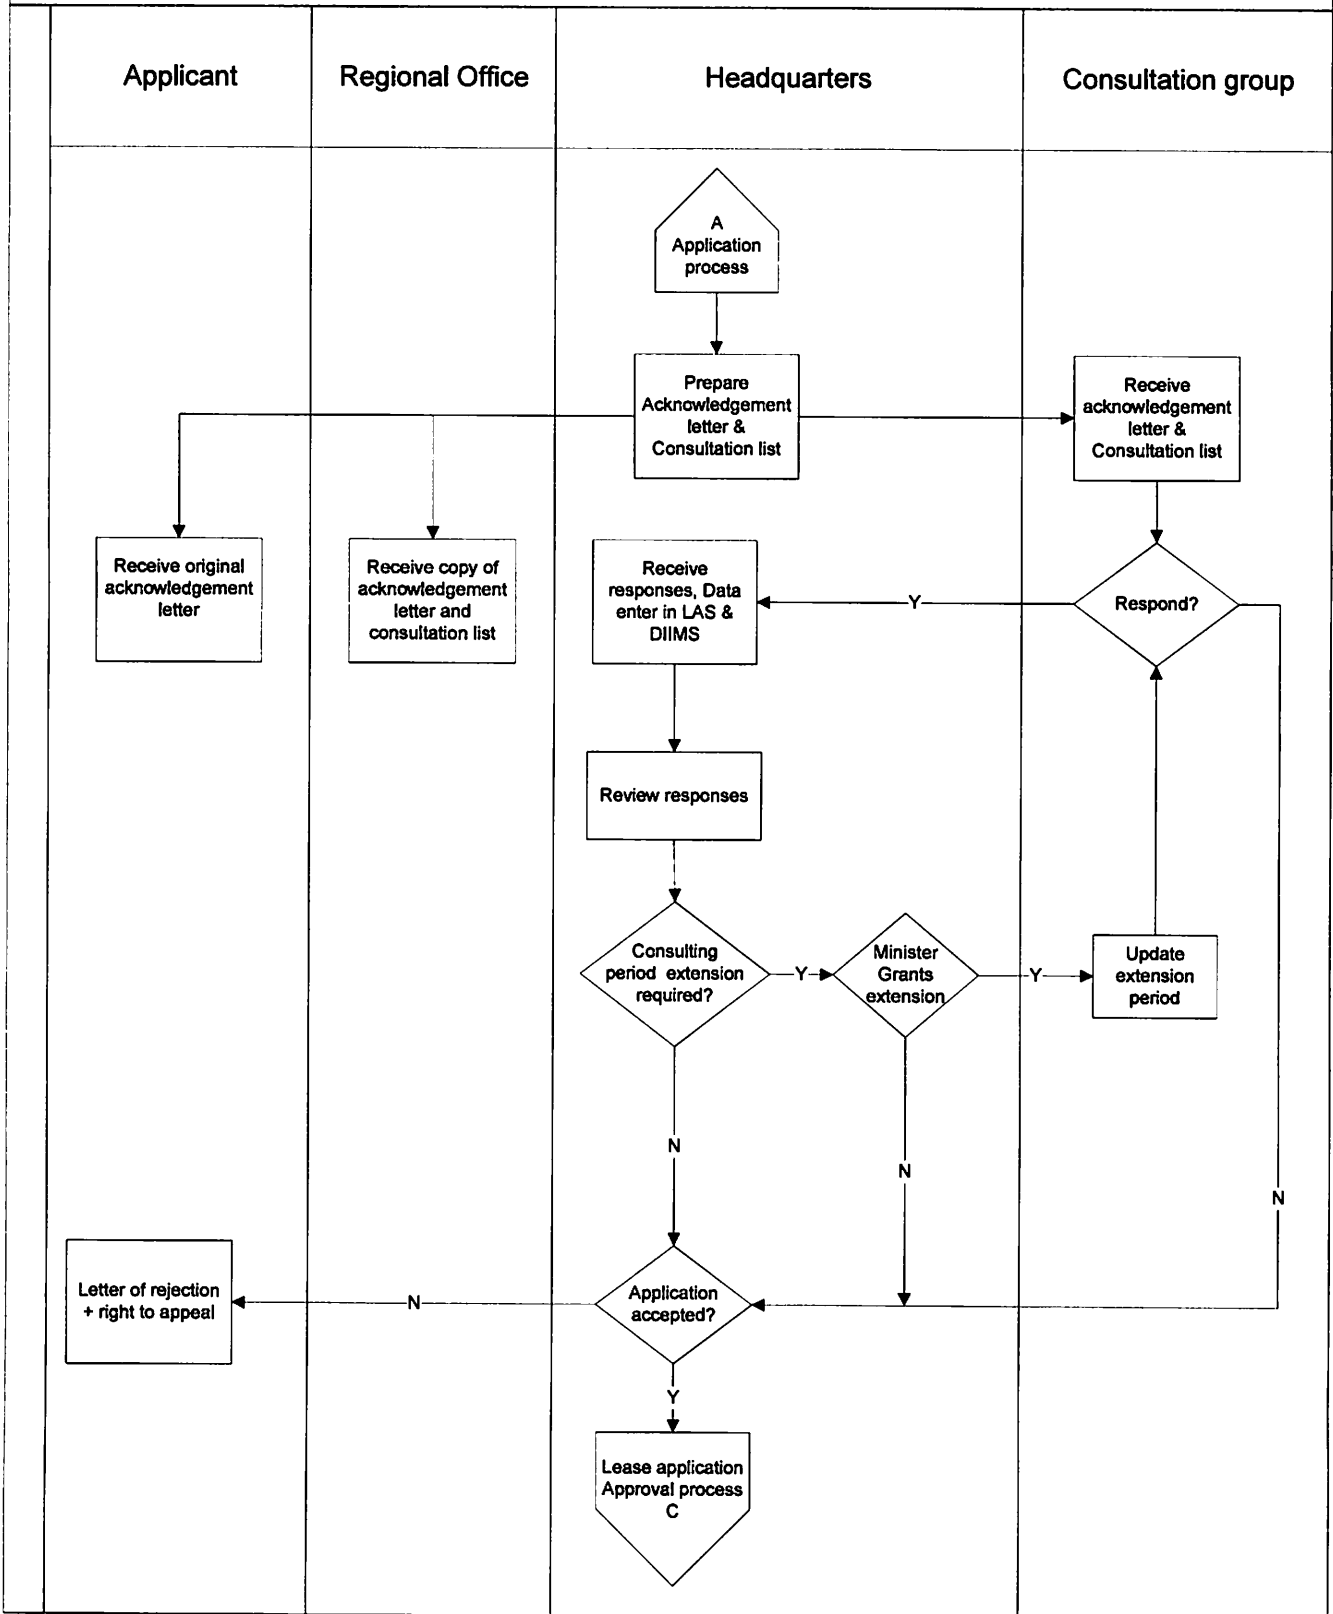 Applicant
Regional Office
Headquarters
Consultation group
A
Application
process
Prepare
Acknowledgement
letter &
Consultation list
Receive
acknowledgement
letter &
Consultation list
Receive original
acknowledgement
letter
Receive copy of
acknowledgement
letter and
consultation list
Receive
responses, Data
enter in LAS &
DIIMS
Y
Respond?
Review responses
Consulting
period extension
required?
Y
Minister
Grants
extension
Y
Update
extension
period
N
N
N
Letter of rejection
+ right to appeal
N
Application
accepted?
Y
Lease application
Approval process
C